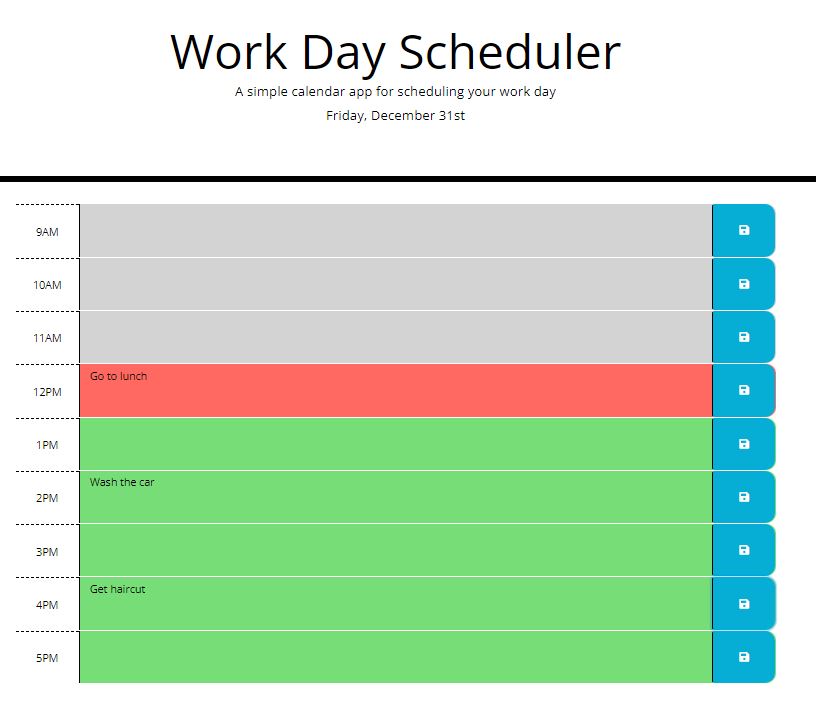 Work Day Scheduler
A simple calendar app for scheduling your work day
Friday, December 31st
9AM
10AM
11AM
12PM Go to lunch
1PM
2PM Wash the car
3PM
4PM Get haircut
5PM